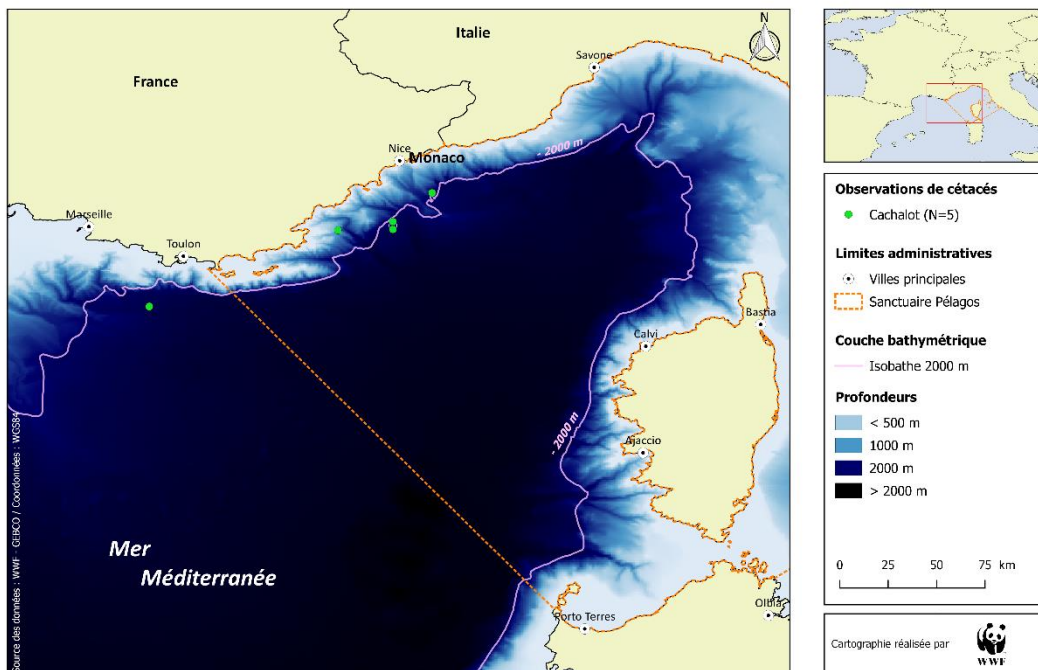 Italie
N
Savone
France
Nice
Monaco
- 2000 m
Marseille
Toulon
Bastia
Calvi
- 2000 m
Ajaccio
Mer
Méditerranée
Porto Terres
Olbia
Source des données : WWF - GEBCO / Coordonnées : WGS84
Observations de cétacés
Cachalot (N=5)
Limites administratives
Villes principales
Sanctuaire Pélagos
Couche bathymétrique
Isobathe 2000 m
Profondeurs
< 500 m
1000 m
2000 m
> 2000 m
0 25 50 75 km
Cartographie réalisée par
WWF